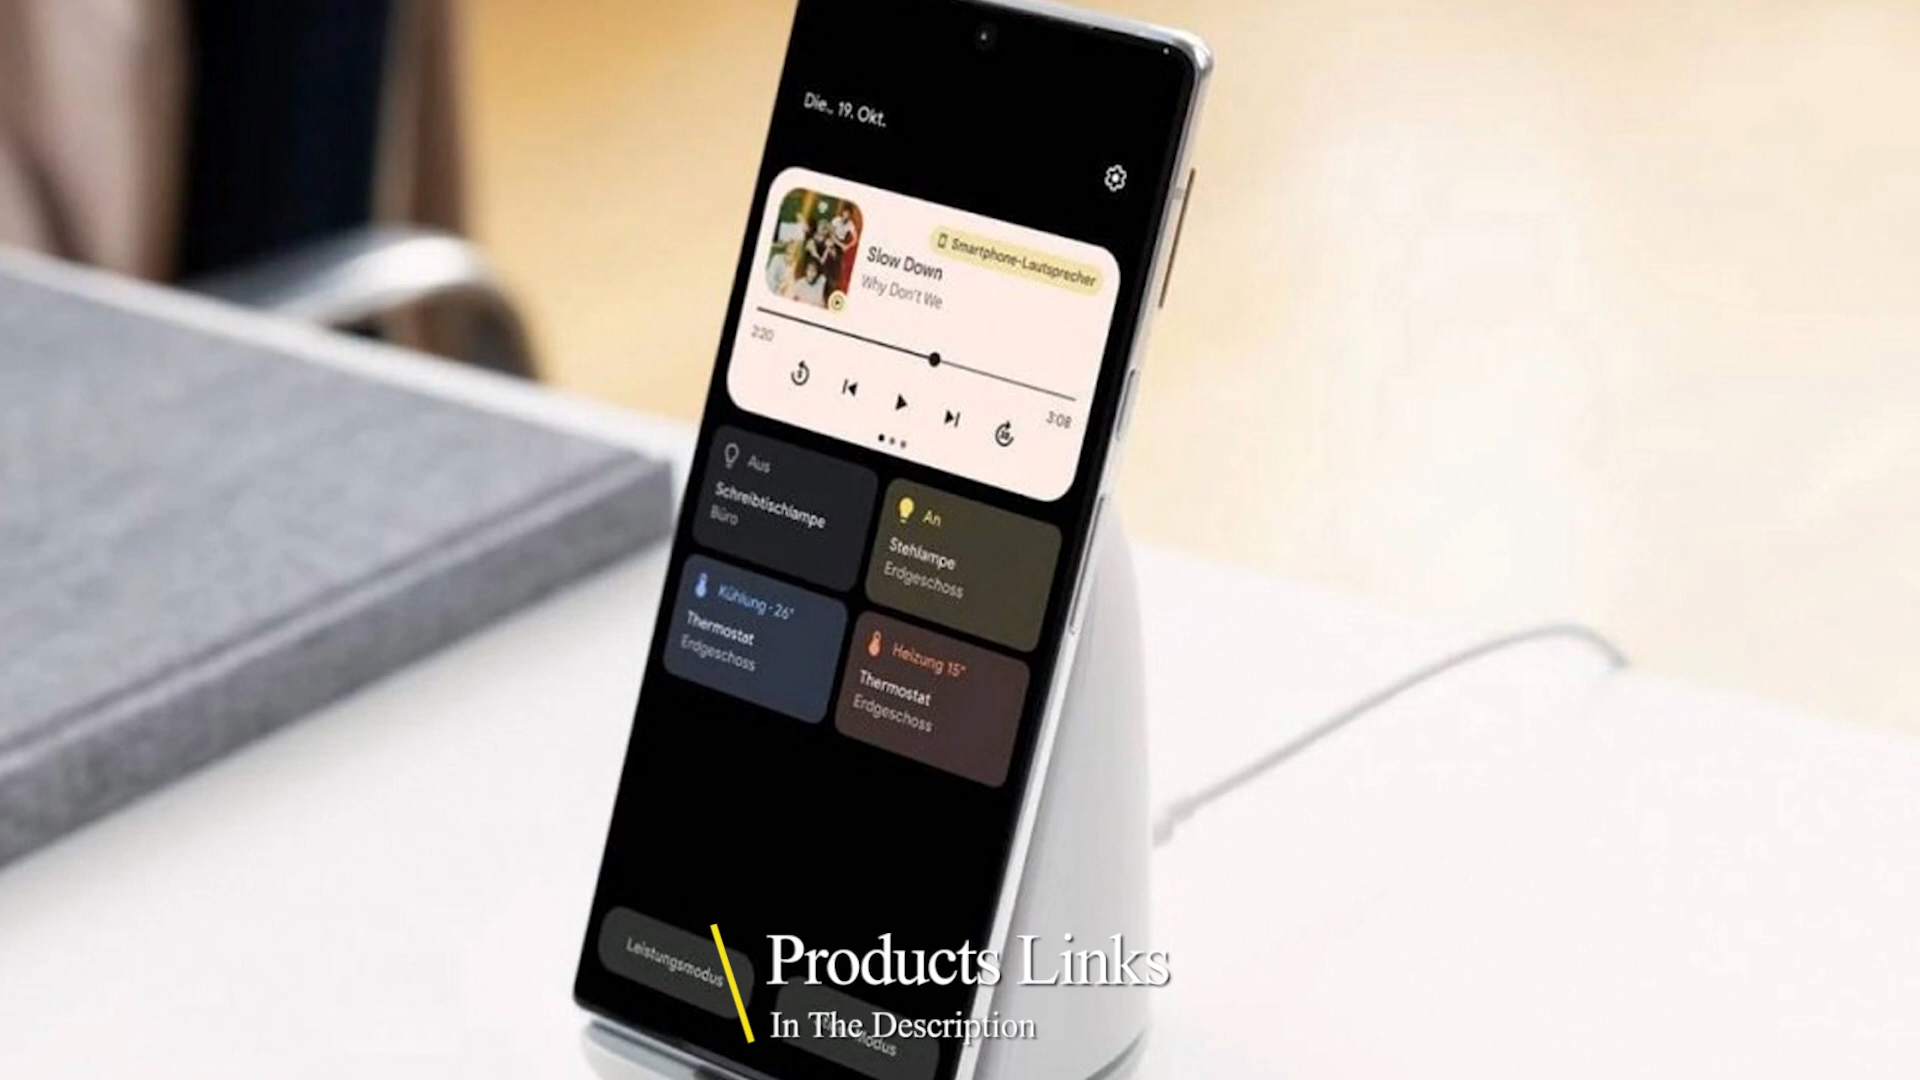 Die., 19. Okt.
Smartphone-Lautsprecher
Slow Down
Why Don't We
2:20
3:08
Aus
Schreibtischlampe
Büro
An
Stehlampe
Erdgeschoss
Kühlung · 26°
Thermostat
Erdgeschoss
Heizung 15°
Thermostat
Erdgeschoss
Leistungsmodus
Products Links
In The Description